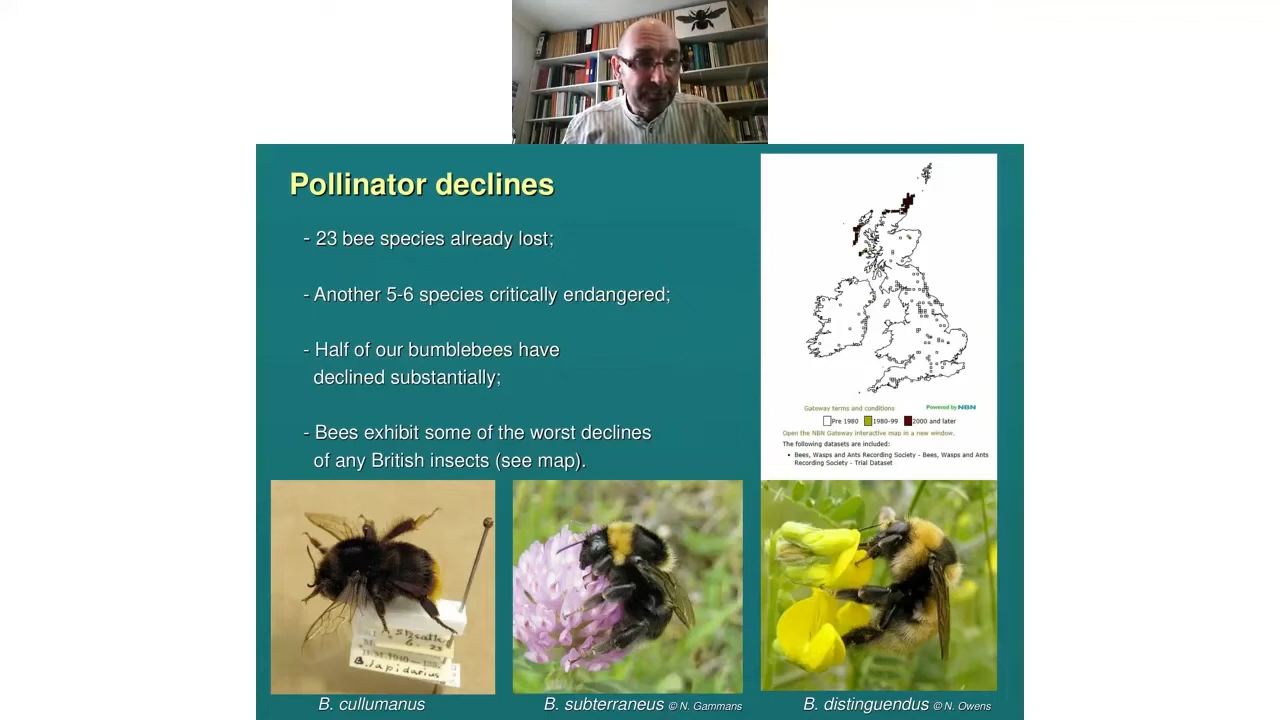 Pollinator declines
- 23 bee species already lost;
- Another 5-6 species critically endangered;
- Half of our bumblebees have
declined substantially;
- Bees exhibit some of the worst declines
of any British insects (see map).
Gateway terms and conditions
Powered by NBN
Pre 1980 1980-99 2000 and later
Open the NBN Gateway interactive map in a new window.
The following datasets are included:
• Bees, Wasps and Ants Recording Society - Bees, Wasps and Ants
Recording Society - Trial Dataset
6. 23
B. lapidarius
B. cullumanus
B. subterraneus © N. Gammans
B. distinguendus © N. Owens